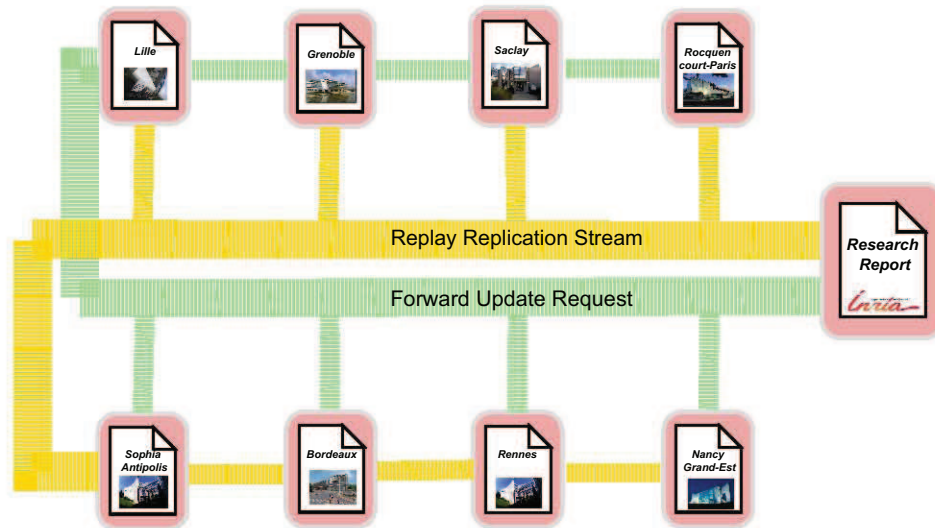 Lille
Grenoble
Saclay
Rocquen
court-Paris
Replay Replication Stream
Research
Report
Forward Update Request
Inria
Sophia
Antipolis
Bordeaux
Rennes
Nancy
Grand-Est